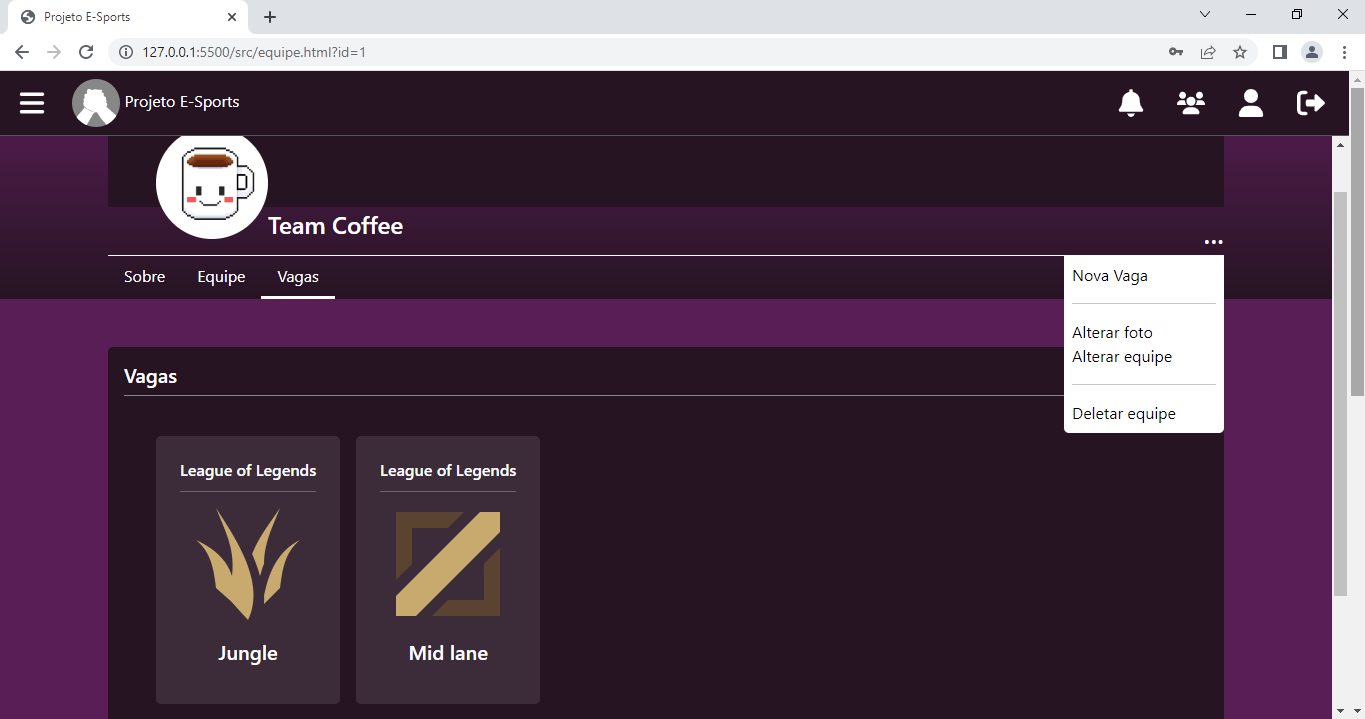 Projeto E-Sports
127.0.0.1:5500/src/equipe.html?id=1
Projeto E-Sports
Team Coffee
Sobre
Equipe
Vagas
Nova Vaga
Alterar foto
Alterar equipe
Deletar equipe
Vagas
League of Legends
Jungle
League of Legends
Mid lane